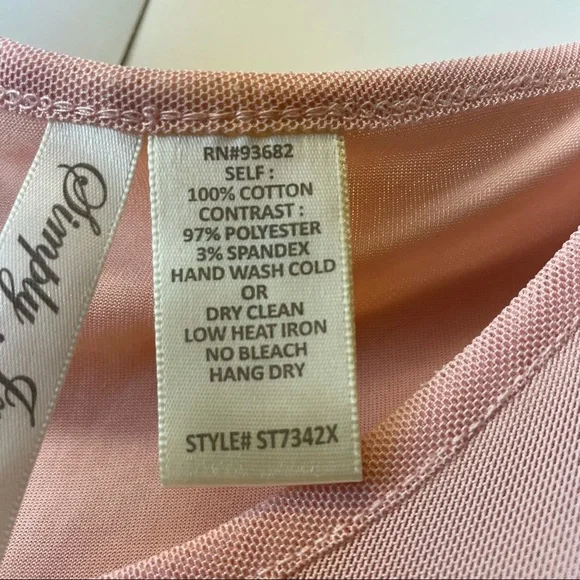 RN#93682
SELF :
100% COTTON
CONTRAST :
97% POLYESTER
3% SPANDEX
HAND WASH COLD
OR
DRY CLEAN
LOW HEAT IRON
NO BLEACH
HANG DRY
STYLE# ST7342X
Simply